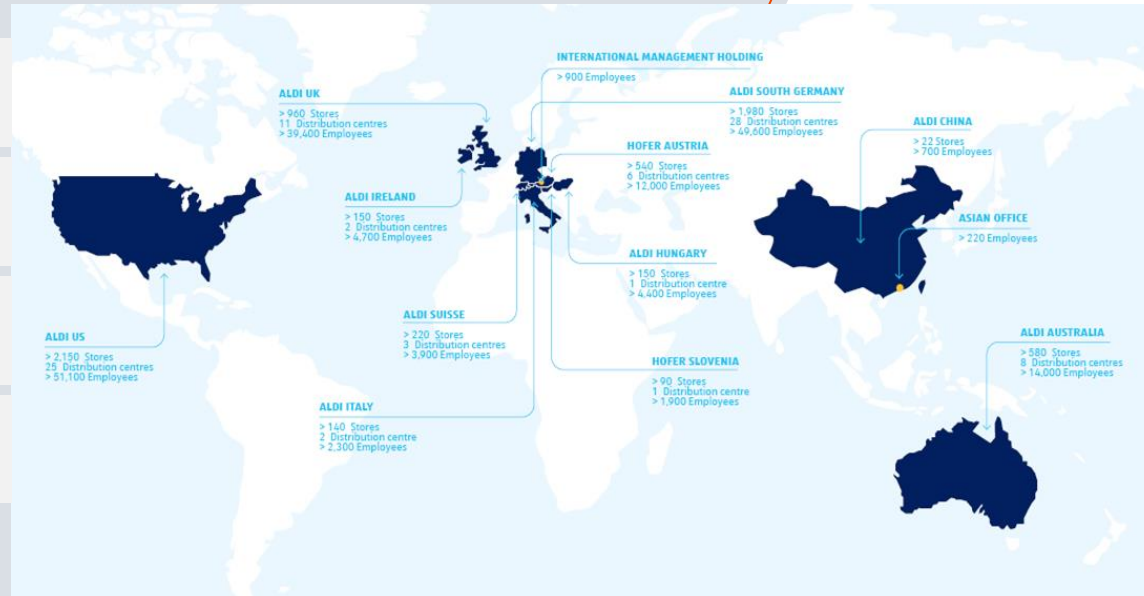 INTERNATIONAL MANAGEMENT HOLDING
> 900 Employees
ALDI UK
> 960 Stores
11 Distribution centres
> 39,400 Employees
ALDI SOUTH GERMANY
> 1,980 Stores
28 Distribution centres
> 49,600 Employees
ALDI CHINA
> 22 Stores
> 700 Employees
HOFER AUSTRIA
> 540 Stores
6 Distribution centres
> 12,000 Employees
ALDI IRELAND
> 150 Stores
2 Distribution centres
> 4,700 Employees
ASIAN OFFICE
> 220 Employees
ALDI HUNGARY
> 150 Stores
1 Distribution centre
> 4,400 Employees
ALDI SUISSE
> 220 Stores
3 Distribution centres
> 3,900 Employees
ALDI US
> 2,150 Stores
25 Distribution centres
> 51,100 Employees
ALDI AUSTRALIA
> 580 Stores
8 Distribution centres
> 14,000 Employees
HOFER SLOVENIA
> 90 Stores
1 Distribution centre
> 1,900 Employees
ALDI ITALY
> 140 Stores
2 Distribution centre
> 2,300 Employees